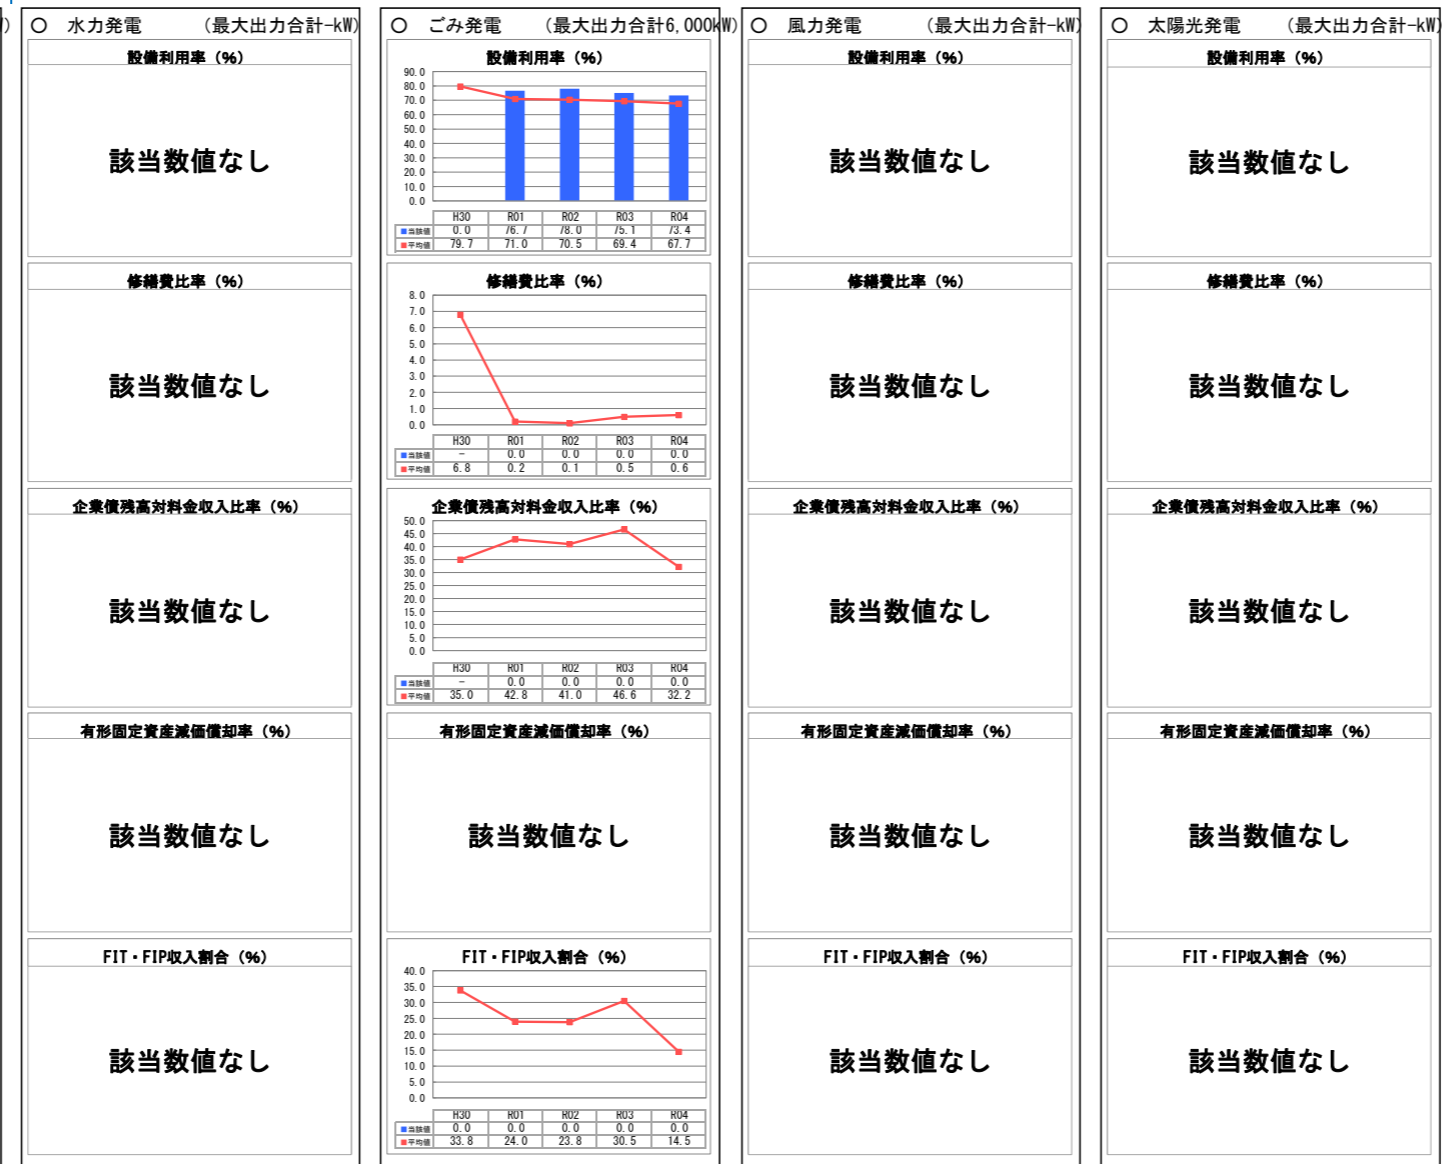 )
○ 水力発電 (最大出力合計-kW)
設備利用率（%）
該当数値なし
修繕費比率（%）
該当数値なし
企業債残高対料金収入比率（%）
該当数値なし
有形固定資産減価償却率（%）
該当数値なし
FIT・FIP収入割合（%）
該当数値なし
○ ごみ発電 (最大出力合計6,000kW)
設備利用率（%）
90.0
80.0
70.0
60.0
50.0
40.0
30.0
20.0
10.0
0.0
H30 R01 R02 R03 R04
■当該値 0.0 76.7 78.0 75.1 73.4
■平均値 79.7 71.0 70.5 69.4 67.7
修繕費比率（%）
8.0
7.0
6.0
5.0
4.0
3.0
2.0
1.0
0.0
H30 R01 R02 R03 R04
■当該値 - 0.0 0.0 0.0 0.0
■平均値 6.8 0.2 0.1 0.5 0.6
企業債残高対料金収入比率（%）
50.0
45.0
40.0
35.0
30.0
25.0
20.0
15.0
10.0
5.0
0.0
H30 R01 R02 R03 R04
■当該値 - 0.0 0.0 0.0 0.0
■平均値 35.0 42.8 41.0 46.6 32.2
有形固定資産減価償却率（%）
該当数値なし
FIT・FIP収入割合（%）
40.0
35.0
30.0
25.0
20.0
15.0
10.0
5.0
0.0
H30 R01 R02 R03 R04
■当該値 0.0 0.0 0.0 0.0 0.0
■平均値 33.8 24.0 23.8 30.5 14.5
○ 風力発電 (最大出力合計-kW)
設備利用率（%）
該当数値なし
修繕費比率（%）
該当数値なし
企業債残高対料金収入比率（%）
該当数値なし
有形固定資産減価償却率（%）
該当数値なし
FIT・FIP収入割合（%）
該当数値なし
○ 太陽光発電 (最大出力合計-kW)
設備利用率（%）
該当数値なし
修繕費比率（%）
該当数値なし
企業債残高対料金収入比率（%）
該当数値なし
有形固定資産減価償却率（%）
該当数値なし
FIT・FIP収入割合（%）
該当数値なし